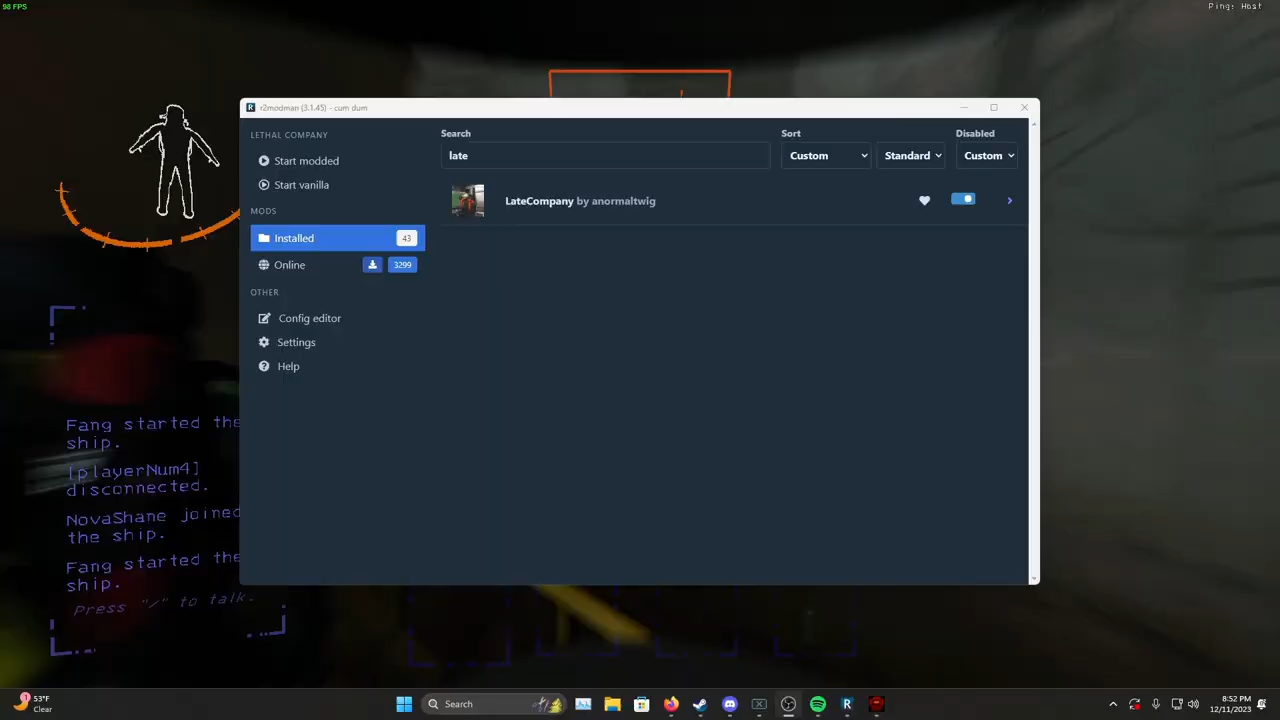 98 FPS
Ping: Host
r2modman (3.1.45) - cum dum
LETHAL COMPANY
Start modded
Start vanilla
MODS
Installed
43
Online
3299
OTHER
Config editor
Settings
Help
Search
late
Sort
Custom
Standard
Disabled
Custom
LateCompany by anormaltwig
Fang started the
ship.
[playerNum4]
disconnected.
NovaShane joined
the ship.
Fang started the
ship.
Press "/" to talk.
1
53°F
Clear
Search
8:52 PM
12/11/2023